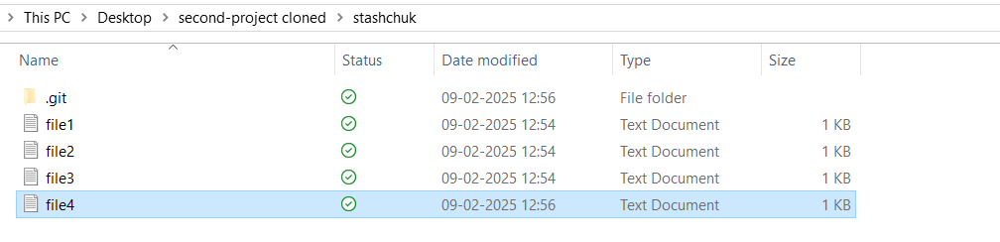 This PC > Desktop > second-project cloned > stashchuk
Name Status Date modified Type Size
.git 09-02-2025 12:56 File folder
file1 09-02-2025 12:54 Text Document 1 KB
file2 09-02-2025 12:54 Text Document 1 KB
file3 09-02-2025 12:54 Text Document 1 KB
file4 09-02-2025 12:56 Text Document 1 KB